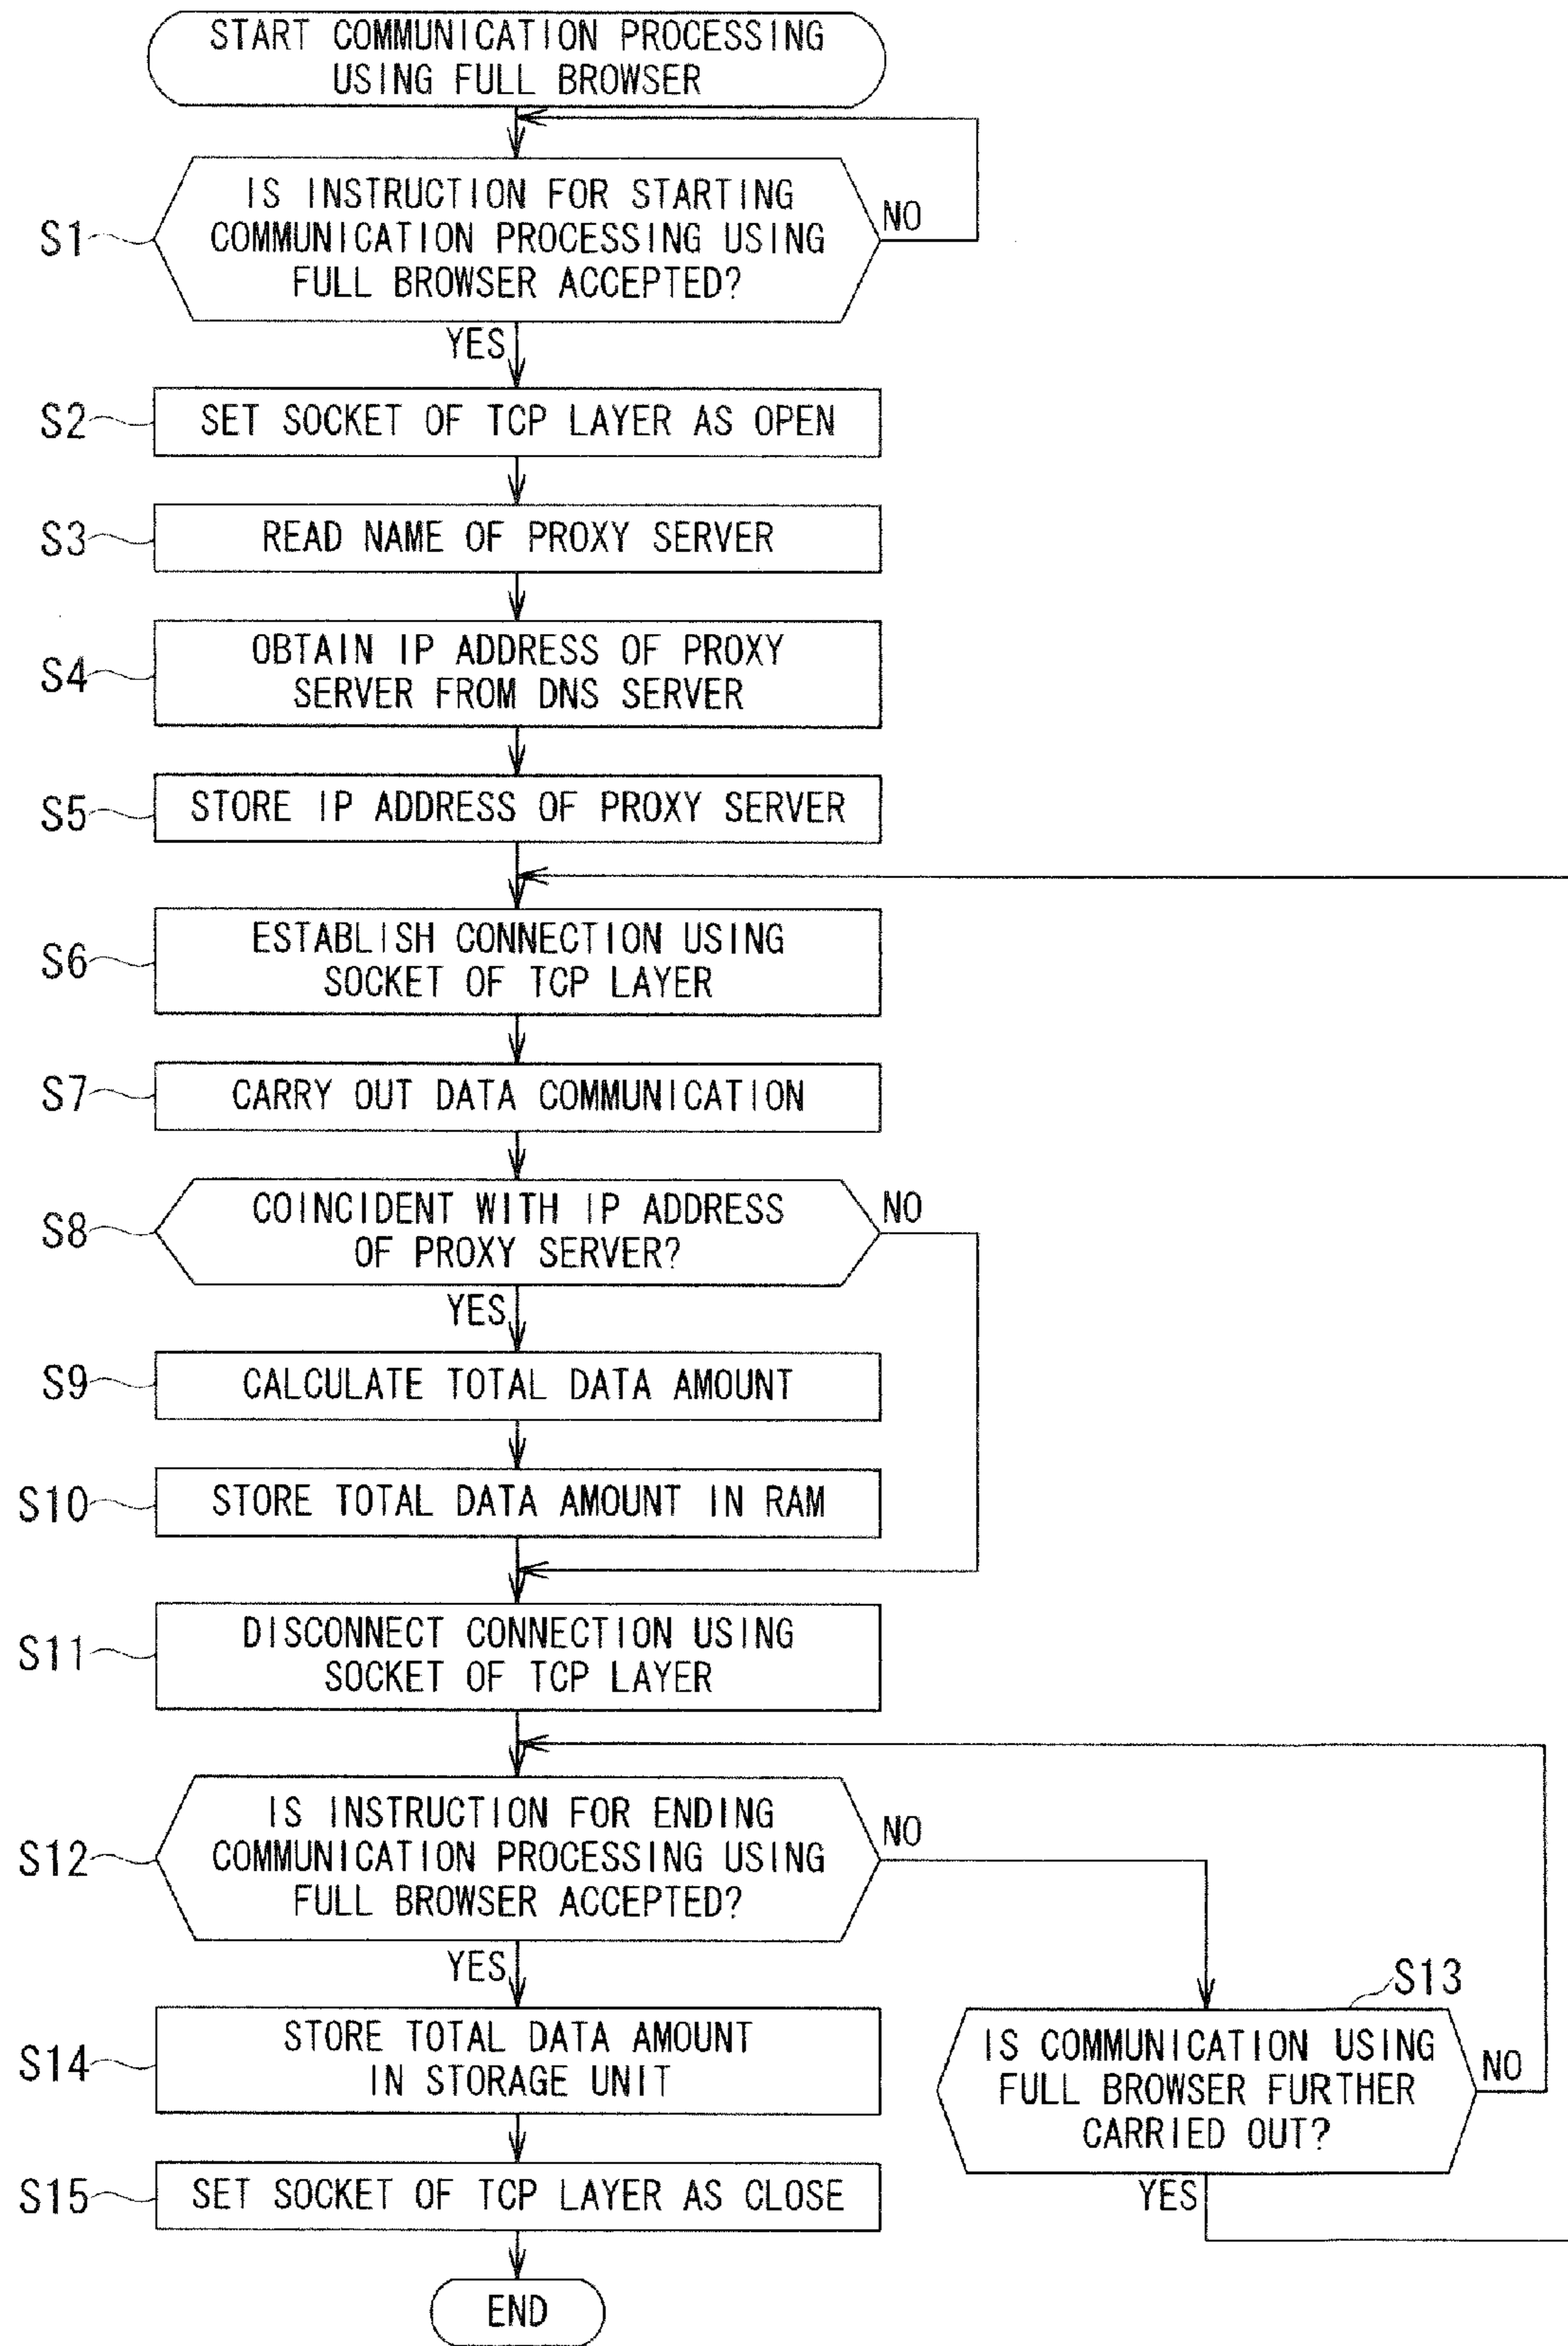 START COMMUNICATION PROCESSING
USING FULL BROWSER
S1
IS INSTRUCTION FOR STARTING
COMMUNICATION PROCESSING USING
FULL BROWSER ACCEPTED?
NO
YES
S2
SET SOCKET OF TCP LAYER AS OPEN
S3
READ NAME OF PROXY SERVER
S4
OBTAIN IP ADDRESS OF PROXY
SERVER FROM DNS SERVER
S5
STORE IP ADDRESS OF PROXY SERVER
S6
ESTABLISH CONNECTION USING
SOCKET OF TCP LAYER
S7
CARRY OUT DATA COMMUNICATION
S8
COINCIDENT WITH IP ADDRESS
OF PROXY SERVER?
NO
YES
S9
CALCULATE TOTAL DATA AMOUNT
S10
STORE TOTAL DATA AMOUNT IN RAM
S11
DISCONNECT CONNECTION USING
SOCKET OF TCP LAYER
S12
IS INSTRUCTION FOR ENDING
COMMUNICATION PROCESSING USING
FULL BROWSER ACCEPTED?
NO
YES
S13
IS COMMUNICATION USING
FULL BROWSER FURTHER
CARRIED OUT?
NO
YES
S14
STORE TOTAL DATA AMOUNT
IN STORAGE UNIT
S15
SET SOCKET OF TCP LAYER AS CLOSE
END